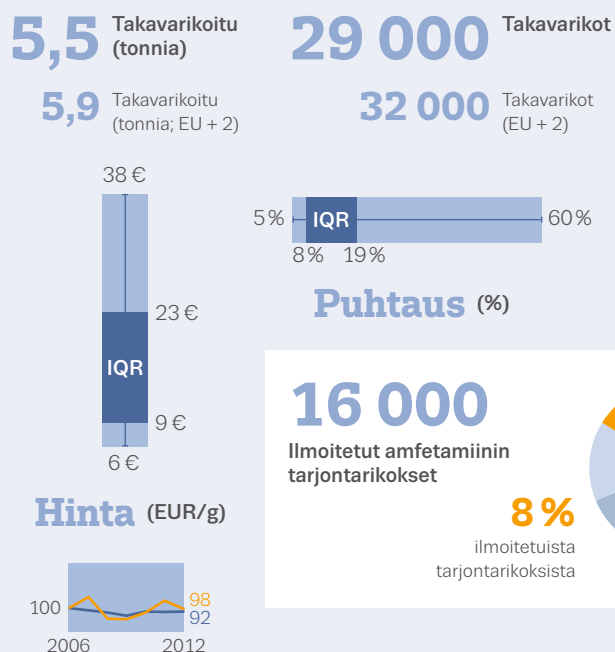 5,5 Takavarikoitu
(tonnia)
29 000 Takavarikot
5,9 Takavarikoitu
(tonnia; EU + 2)
32 000 Takavarikot
(EU + 2)
38 €
23 €
IQR
9 €
6 €
Hinta (EUR/g)
100
98
92
2006 2012
5 % IQR 60 %
8 % 19 %
Puhtaus (%)
16 000
Ilmoitetut amfetamiinin
tarjontarikokset
8 %
ilmoitetuista
tarjontarikoksista